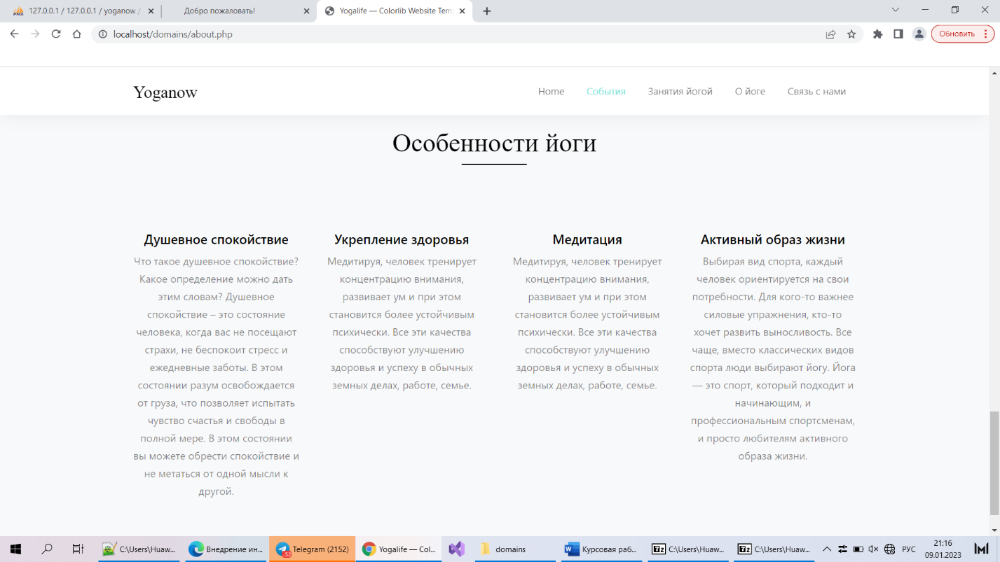 127.0.0.1 / 127.0.0.1 / yoganow /
Добро пожаловать!
Yogalife — Colorlib Website Tem
localhost/domains/about.php
Обновить
Yoganow
Home
События
Занятия йогой
О йоге
Связь с нами
Особенности йоги
Душевное спокойствие
Что такое душевное спокойствие?
Какое определение можно дать
этим словам? Душевное
спокойствие – это состояние
человека, когда вас не посещают
страхи, не беспокоит стресс и
ежедневные заботы. В этом
состоянии разум освобождается
от груза, что позволяет испытать
чувство счастья и свободы в
полной мере. В этом состоянии
вы можете обрести спокойствие и
не метаться от одной мысли к
другой.
Укрепление здоровья
Медитируя, человек тренирует
концентрацию внимания,
развивает ум и при этом
становится более устойчивым
психически. Все эти качества
способствуют улучшению
здоровья и успеху в обычных
земных делах, работе, семье.
Медитация
Медитируя, человек тренирует
концентрацию внимания,
развивает ум и при этом
становится более устойчивым
психически. Все эти качества
способствуют улучшению
здоровья и успеху в обычных
земных делах, работе, семье.
Активный образ жизни
Выбирая вид спорта, каждый
человек ориентируется на свои
потребности. Для кого-то важнее
силовые упражнения, кто-то
хочет развить выносливость. Все
чаще, вместо классических видов
спорта люди выбирают йогу. Йога
— это спорт, который подходит и
начинающим, и
профессиональным спортсменам,
и просто любителям активного
образа жизни.
C:\Users\Huaw...
Внедрение ин...
Telegram (2152)
Yogalife — Col...
domains
Курсовая раб...
C:\Users\Huaw...
C:\Users\Huaw...
РУС
21:16
09.01.2023